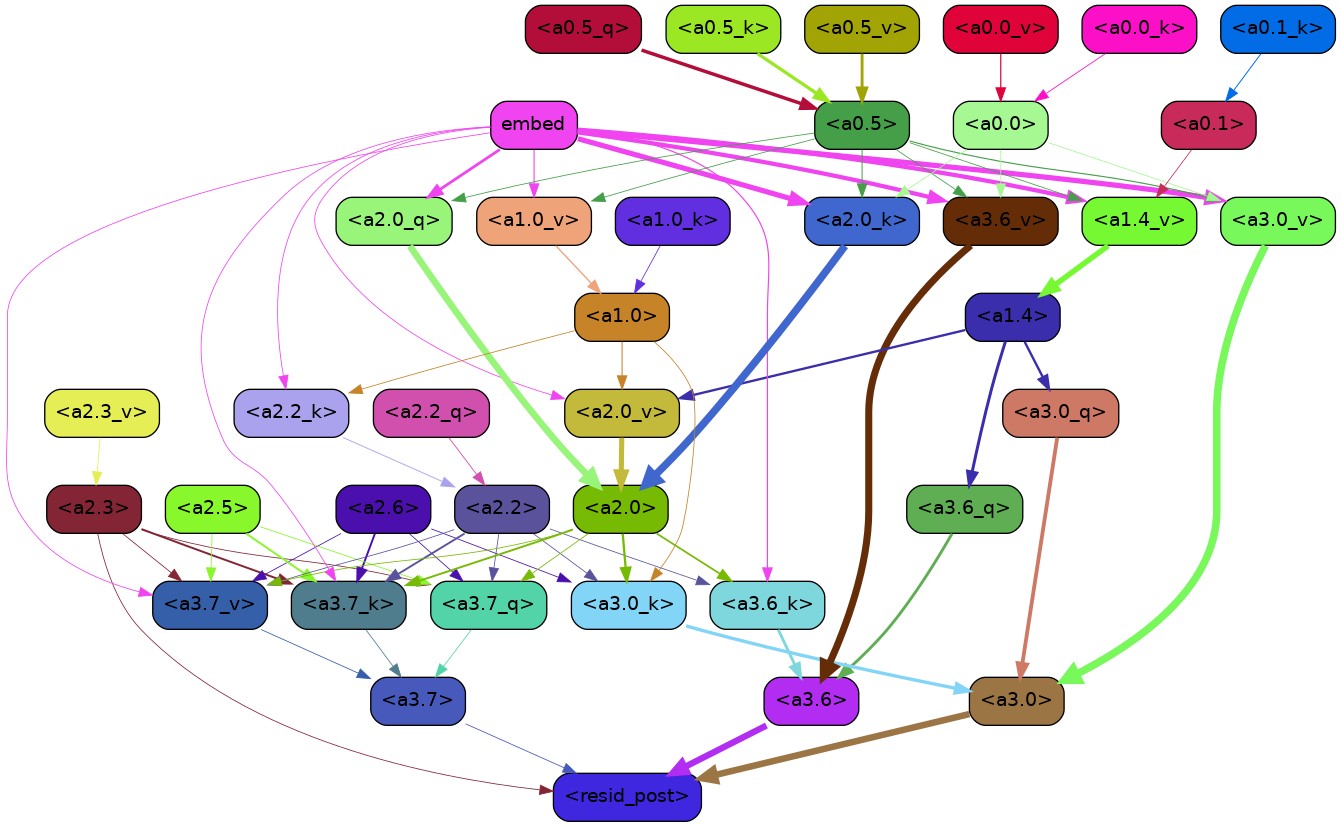 <a0.5_q>
<a0.5_k>
<a0.5_v>
<a0.0_v>
<a0.0_k>
<a0.1_k>
embed
<a0.5>
<a0.0>
<a0.1>
<a2.0_q>
<a1.0_v>
<a1.0_k>
<a2.0_k>
<a3.6_v>
<a1.4_v>
<a3.0_v>
<a1.0>
<a1.4>
<a2.3_v>
<a2.2_k>
<a2.2_q>
<a2.0_v>
<a3.0_q>
<a2.3>
<a2.5>
<a2.6>
<a2.2>
<a2.0>
<a3.6_q>
<a3.7_v>
<a3.7_k>
<a3.7_q>
<a3.0_k>
<a3.6_k>
<a3.7>
<a3.6>
<a3.0>
<resid_post>